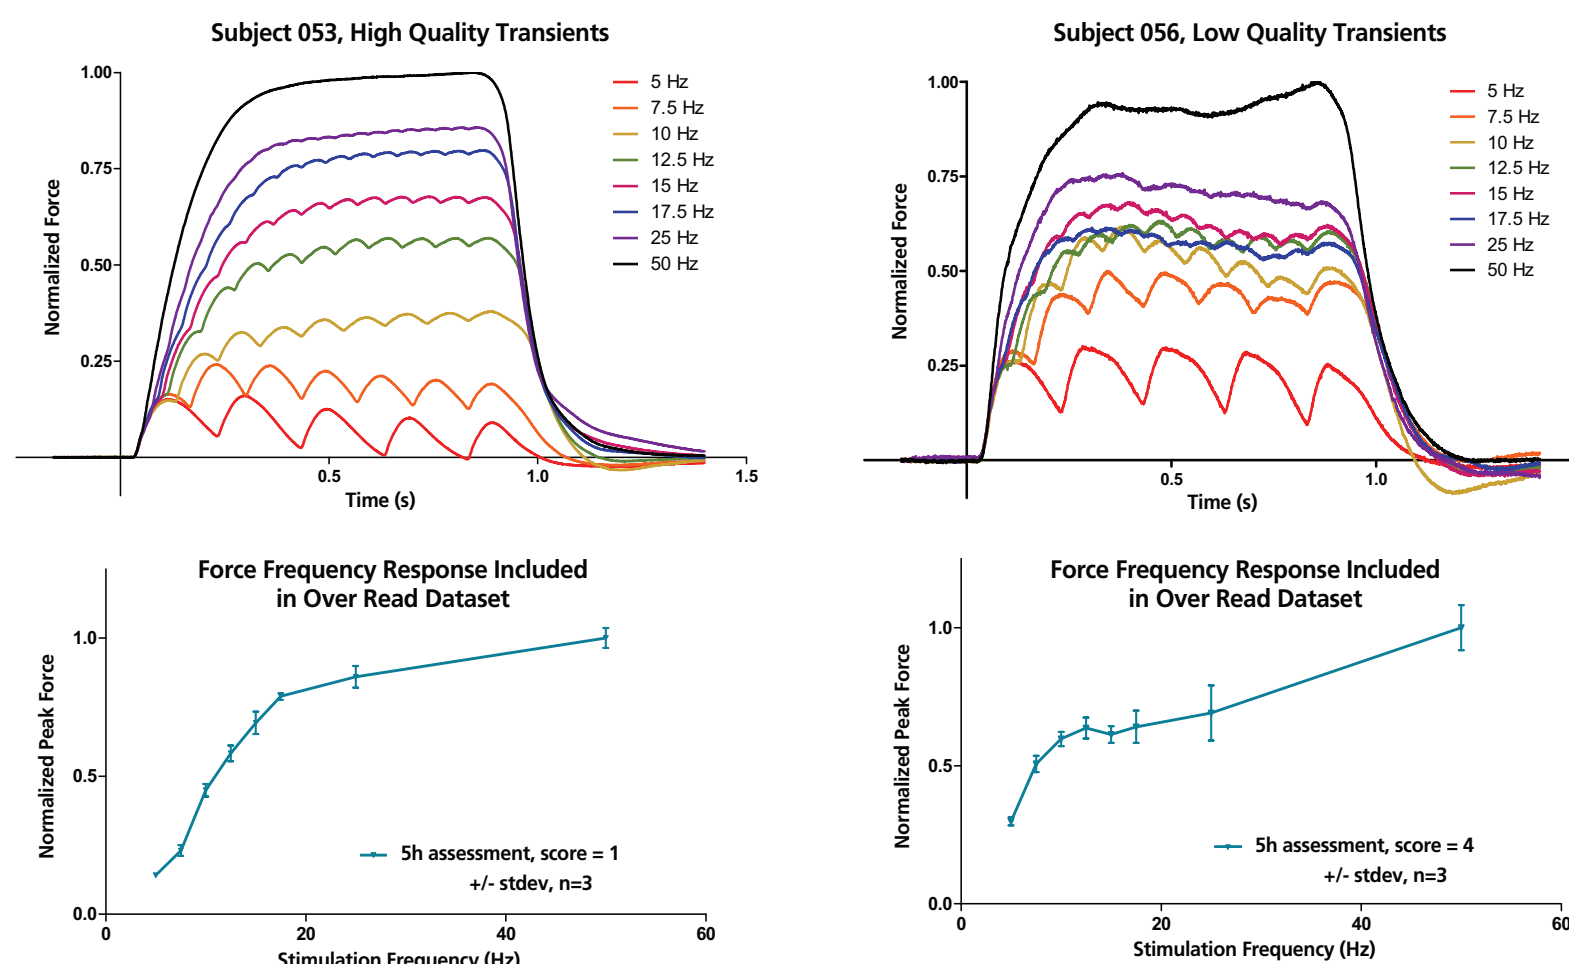 Subject 053, High Quality Transients
1.00
0.75
0.50
0.25
Normalized Force
0.5
1.0
1.5
Time (s)
5 Hz
7.5 Hz
10 Hz
12.5 Hz
15 Hz
17.5 Hz
25 Hz
50 Hz
Subject 056, Low Quality Transients
1.00
0.75
0.50
0.25
Normalized Force
0.5
1.0
Time (s)
5 Hz
7.5 Hz
10 Hz
12.5 Hz
15 Hz
17.5 Hz
25 Hz
50 Hz
Force Frequency Response Included
in Over Read Dataset
1.0
0.5
0.0
Normalized Peak Force
5h assessment, score = 1
+/- stdev, n=3
0
20
40
60
Stimulation Frequency (Hz)
Force Frequency Response Included
in Over Read Dataset
1.0
0.5
0.0
Normalized Peak Force
5h assessment, score = 4
+/- stdev, n=3
0
20
40
60
Stimulation Frequency (Hz)